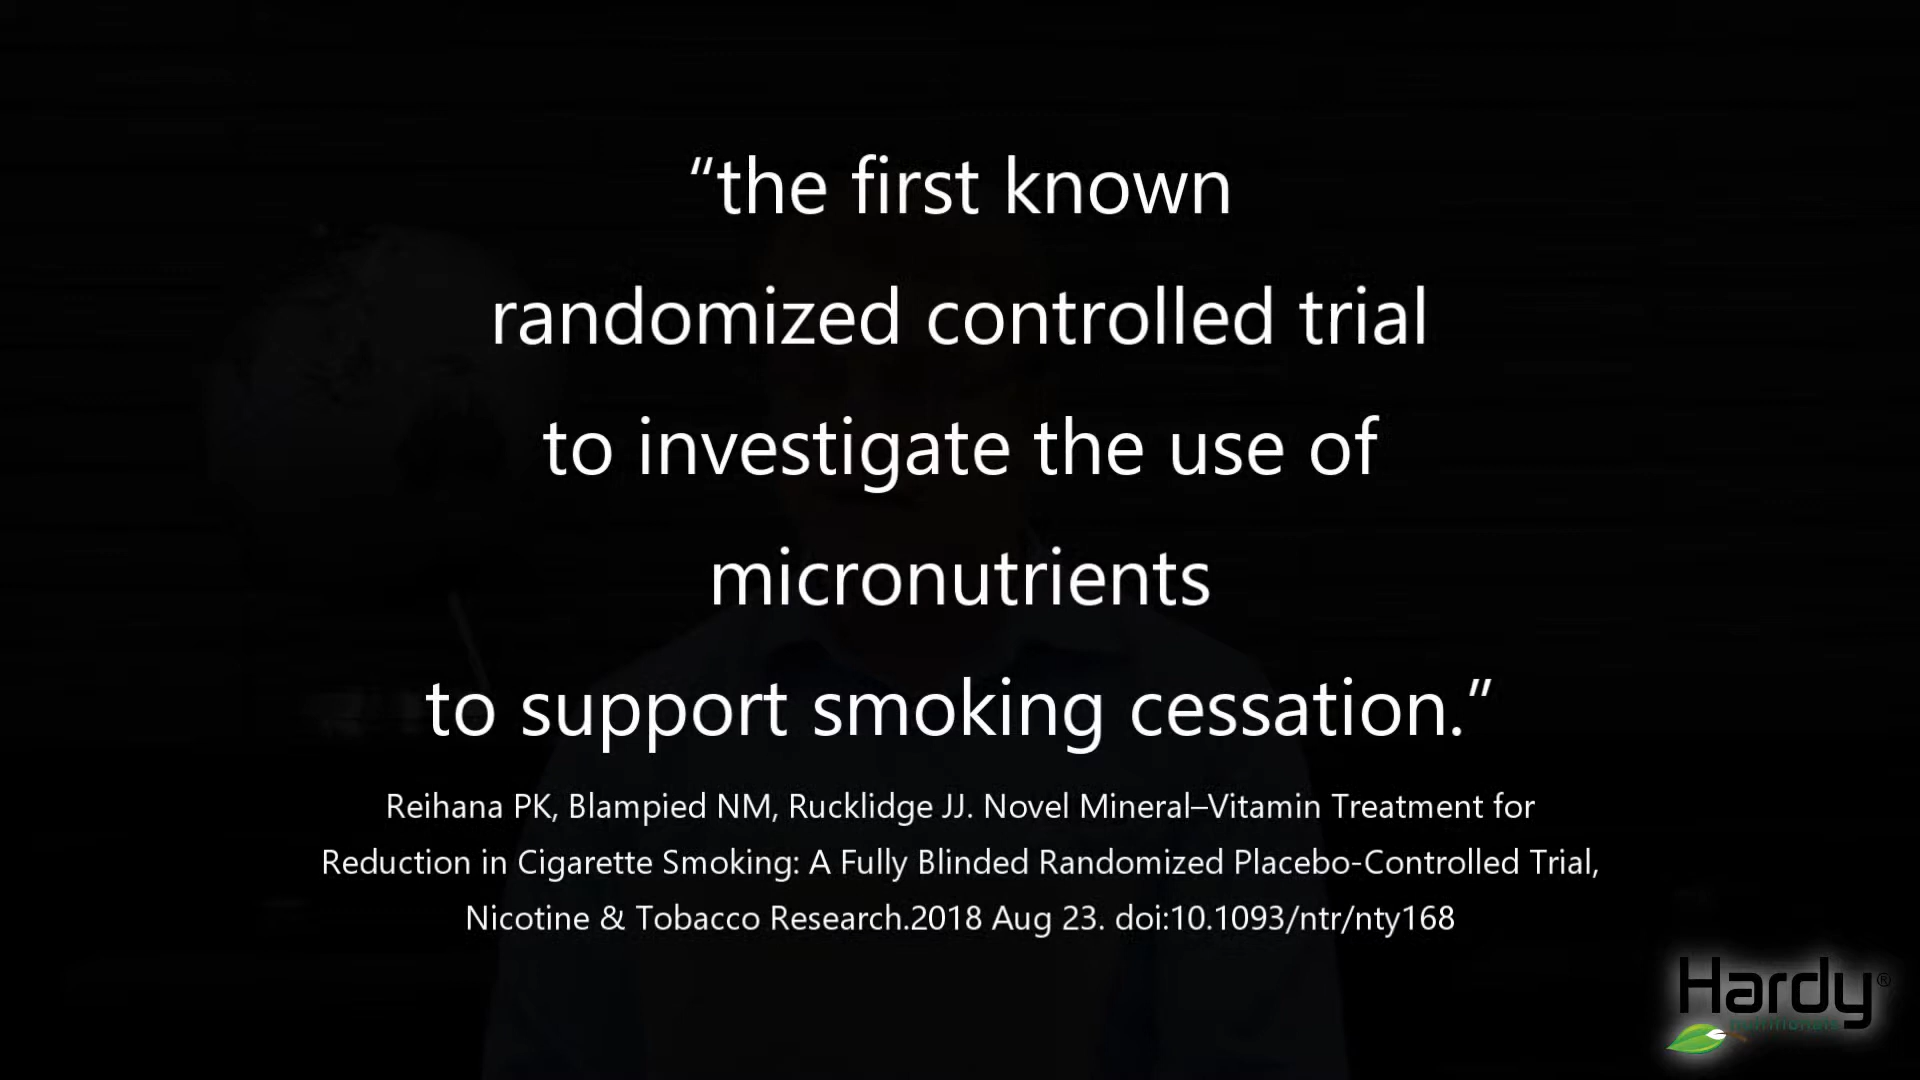 “the first known
randomized controlled trial
to investigate the use of
micronutrients
to support smoking cessation.”
Reihana PK, Blampied NM, Rucklidge JJ. Novel Mineral–Vitamin Treatment for
Reduction in Cigarette Smoking: A Fully Blinded Randomized Placebo-Controlled Trial,
Nicotine & Tobacco Research.2018 Aug 23. doi:10.1093/ntr/nty168
Hardy®
nutritionals